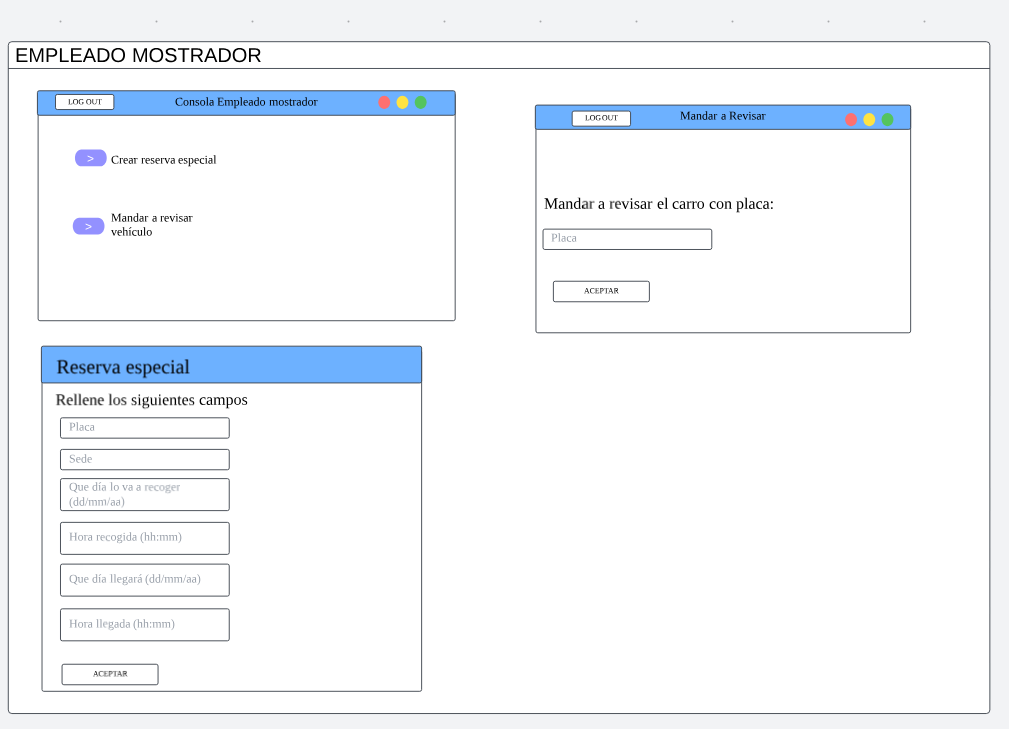 EMPLEADO MOSTRADOR
LOG OUT
Consola Empleado mostrador
>
Crear reserva especial
>
Mandar a revisar
vehículo
LOG OUT
Mandar a Revisar
Mandar a revisar el carro con placa:
Placa
ACEPTAR
Reserva especial
Rellene los siguientes campos
Placa
Sede
Que día lo va a recoger
(dd/mm/aa)
Hora recogida (hh:mm)
Que día llegará (dd/mm/aa)
Hora llegada (hh:mm)
ACEPTAR